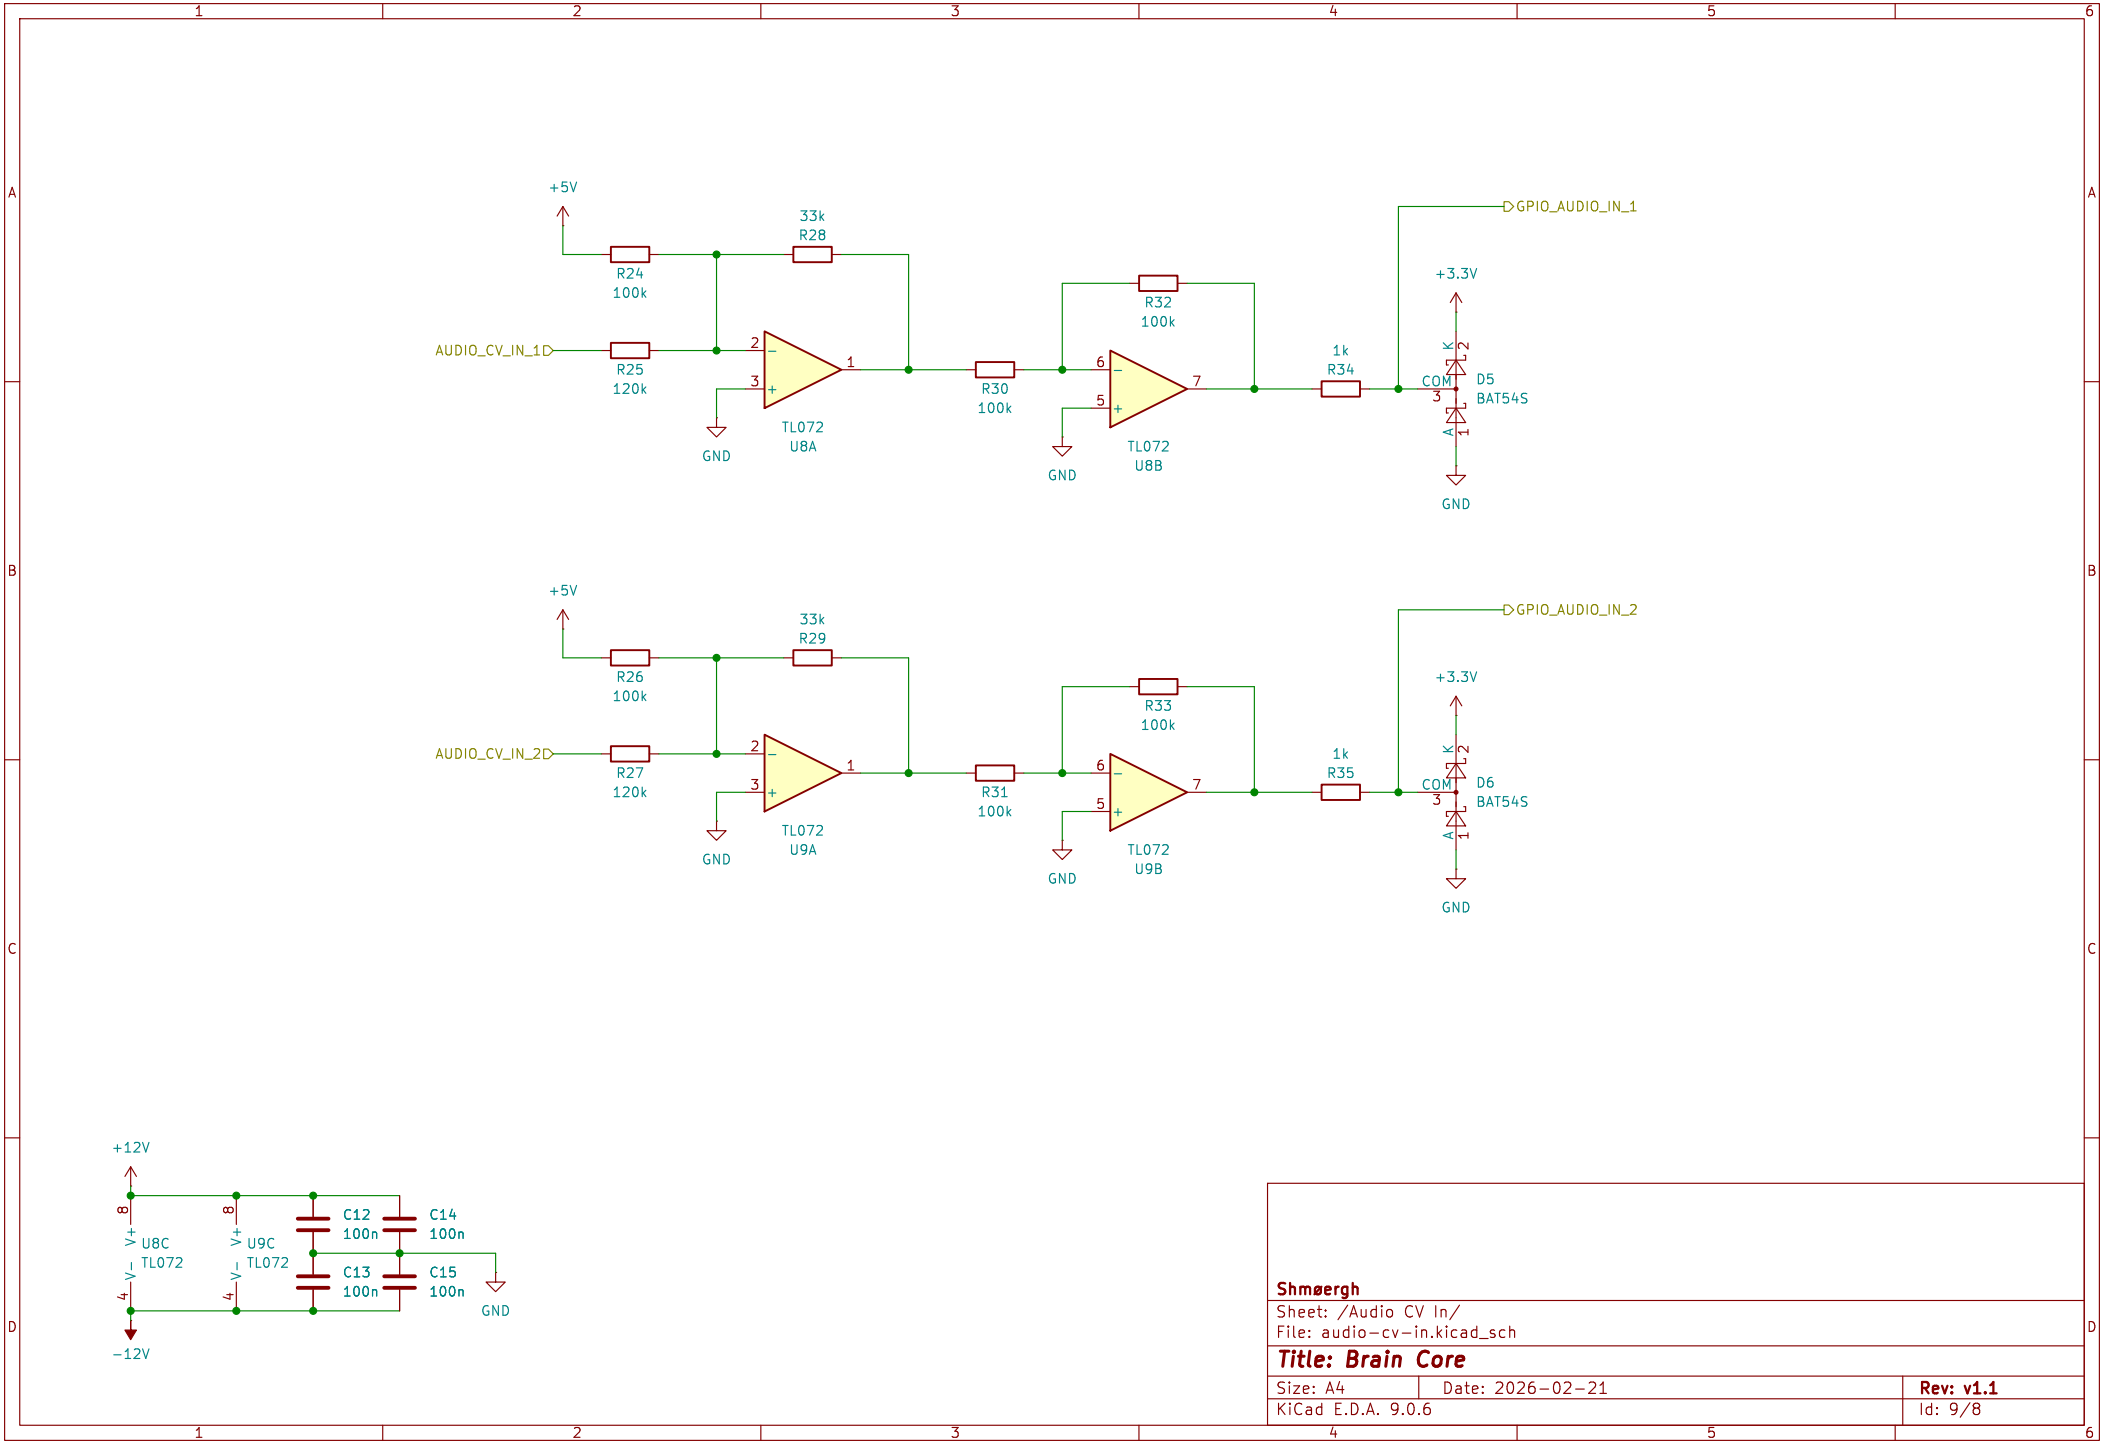 1 2 3 4 5 6
A
B
C
D
+5V
33k
R28
R24
100k
AUDIO_CV_IN_1
R25
120k
2
3
1
−
+
TL072
U8A
GND
R30
100k
R32
100k
6
5
7
−
+
TL072
U8B
GND
1k
R34
GPIO_AUDIO_IN_1
+3.3V
K
2
COM
3
A
1
D5
BAT54S
GND
+5V
33k
R29
R26
100k
AUDIO_CV_IN_2
R27
120k
2
3
1
−
+
TL072
U9A
GND
R31
100k
R33
100k
6
5
7
−
+
TL072
U9B
GND
1k
R35
GPIO_AUDIO_IN_2
+3.3V
K
2
COM
3
A
1
D6
BAT54S
GND
+12V
8
V+
U8C
TL072
V−
4
−12V
8
V+
U9C
TL072
V−
4
C12
100n
C14
100n
C13
100n
C15
100n
GND
Shmøergh
Sheet: /Audio CV In/
File: audio-cv-in.kicad_sch
Title: Brain Core
Size: A4
Date: 2026-02-21
Rev: v1.1
KiCad E.D.A. 9.0.6
Id: 9/8
A
B
C
D
1 2 3 4 5 6